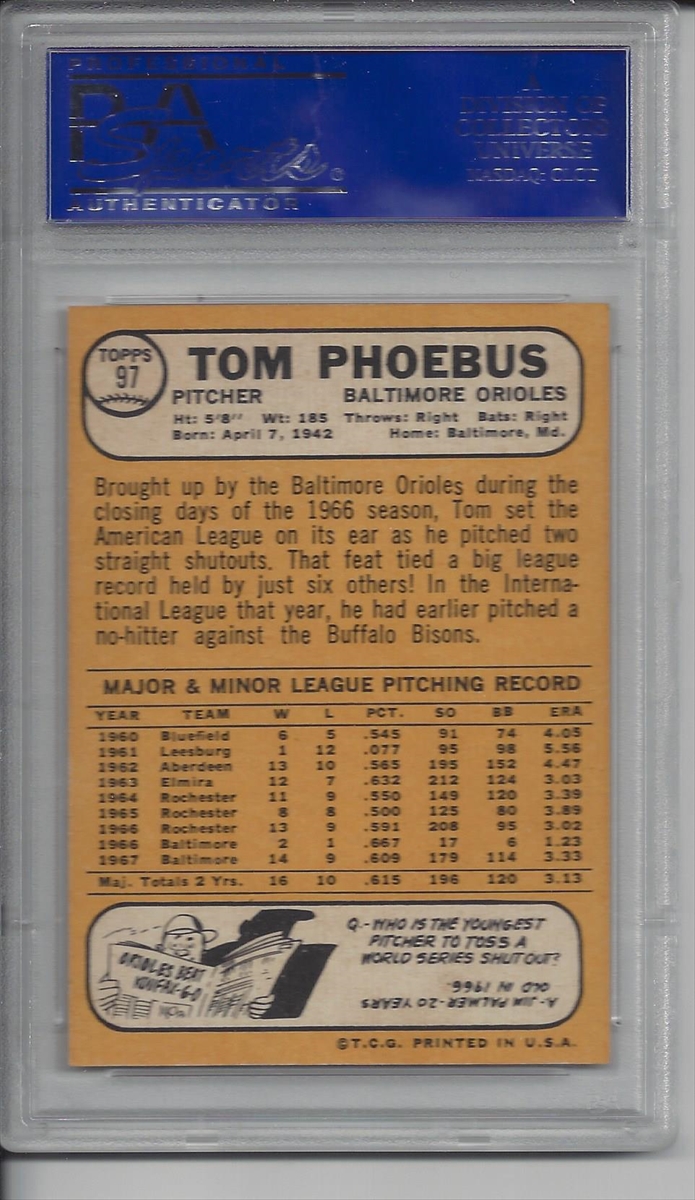 PROFESSIONAL
PSA
Sports®
AUTHENTICATOR
A
DIVISION OF
COLLECTORS
UNIVERSE
NASDAQ: CLCT
TOPPS
97
TOM PHOEBUS
PITCHER BALTIMORE ORIOLES
Ht: 5'8" Wt: 185 Throws: Right Bats: Right
Born: April 7, 1942 Home: Baltimore, Md.
Brought up by the Baltimore Orioles during the
closing days of the 1966 season, Tom set the
American League on its ear as he pitched two
straight shutouts. That feat tied a big league
record held by just six others! In the Interna-
tional League that year, he had earlier pitched a
no-hitter against the Buffalo Bisons.
MAJOR & MINOR LEAGUE PITCHING RECORD
YEAR TEAM W L PCT. SO BB ERA
1960 Bluefield 6 5 .545 91 74 4.05
1961 Leesburg 1 12 .077 95 98 5.56
1962 Aberdeen 13 10 .565 195 152 4.47
1963 Elmira 12 7 .632 212 124 3.03
1964 Rochester 11 9 .550 149 120 3.39
1965 Rochester 8 8 .500 125 80 3.89
1966 Rochester 13 9 .591 208 95 3.02
1966 Baltimore 2 1 .667 17 6 1.23
1967 Baltimore 14 9 .609 179 114 3.33
Maj. Totals 2 Yrs. 16 10 .615 196 120 3.13
ORIOLES BEAT
KOUFAX-6-0
Q.-WHO IS THE YOUNGEST
PITCHER TO TOSS A
WORLD SERIES SHUTOUT?
A-JIM PALMER-20 YEARS
OLD IN 1966
©T.C.G. PRINTED IN U.S.A.